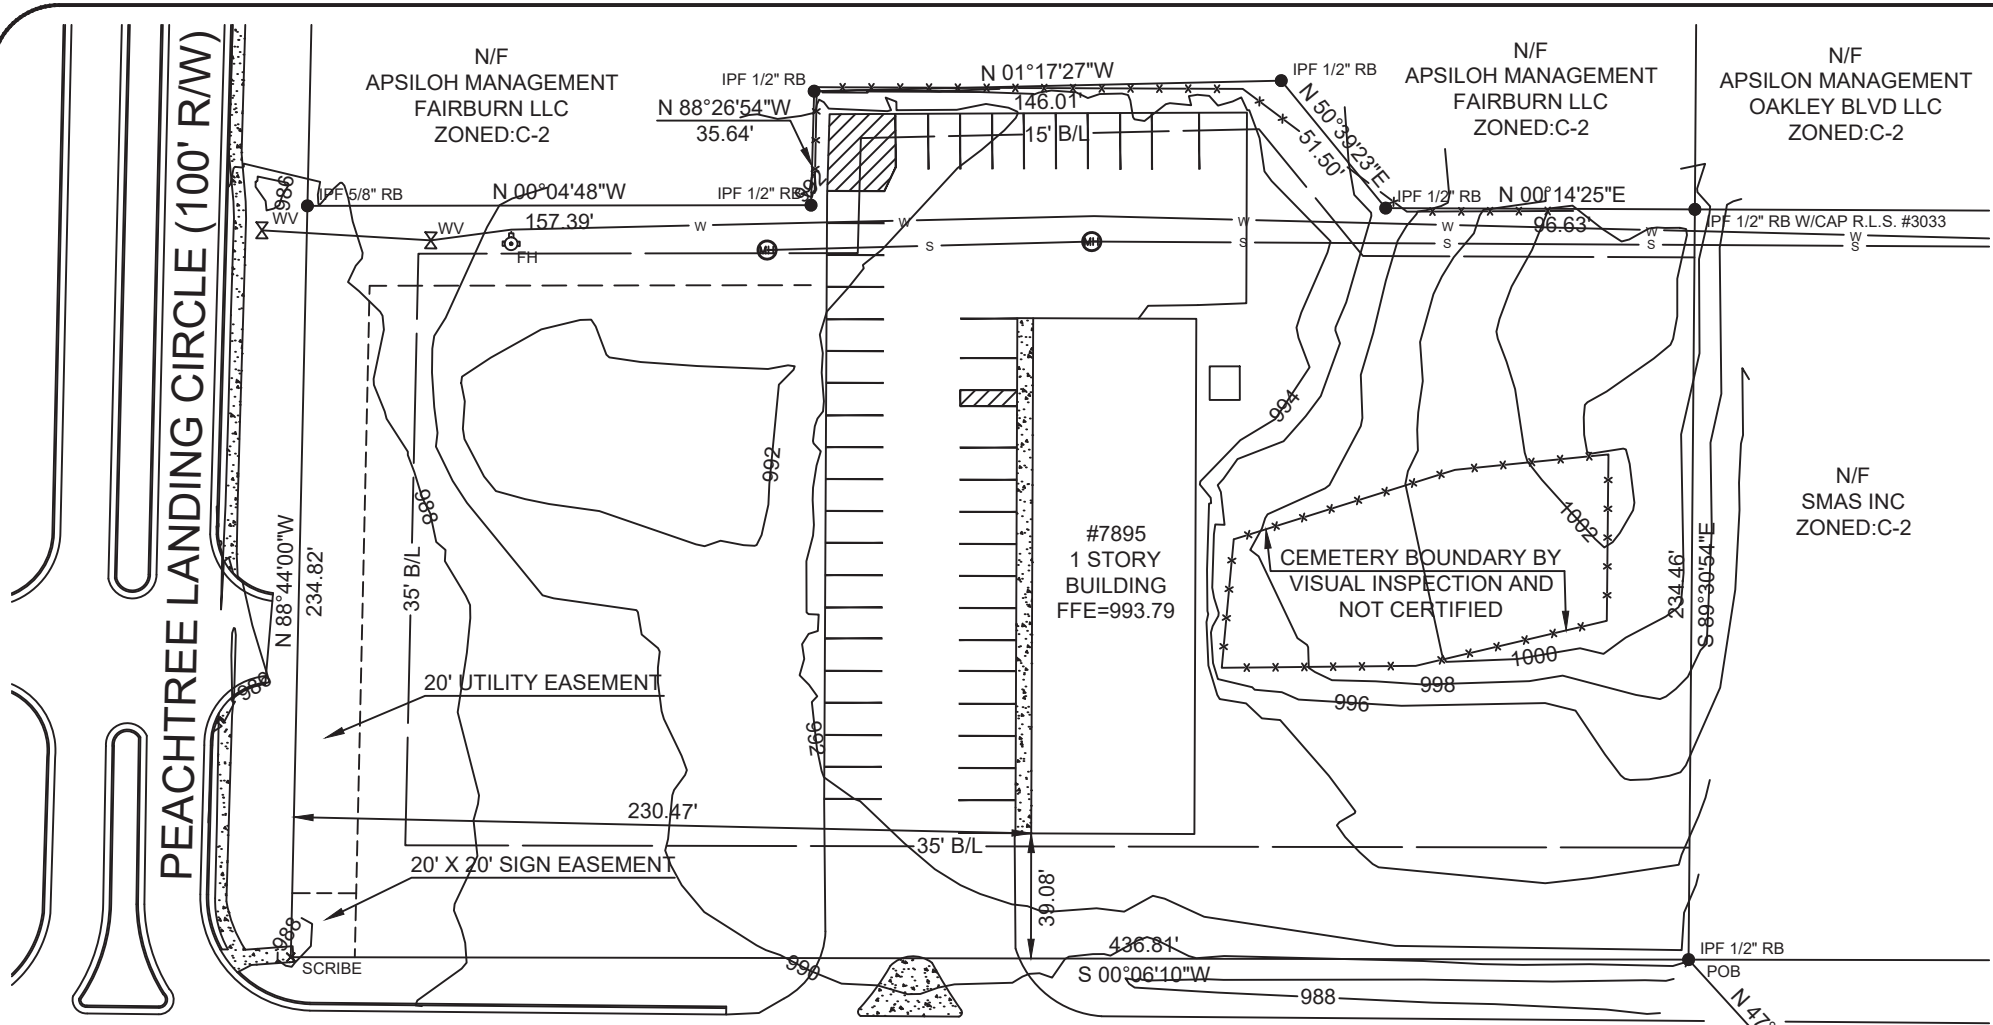 PEACHTREE LANDING CIRCLE (100' R/W)
N/F
APSILOH MANAGEMENT
FAIRBURN LLC
ZONED:C-2
IPF 1/2" RB
N 88°26'54"W
35.64'
N 01°17'27"W
146.01'
15' B/L
IPF 1/2" RB
N 50°39'23"E
51.50'
N/F
APSILOH MANAGEMENT
FAIRBURN LLC
ZONED:C-2
N/F
APSILON MANAGEMENT
OAKLEY BLVD LLC
ZONED:C-2
986
IPF 5/8" RB
N 00°04'48"W
157.39'
IPF 1/2" RB
IPF 1/2" RB
N 00°14'25"E
96.63'
IPF 1/2" RB W/CAP R.L.S. #3033
WV
WV
FH
W
W
W
W
W
W
MH
S
MH
S
S
S
S
994
992
988
35' B/L
N 88°44'00"W
234.82'
#7895
1 STORY
BUILDING
FFE=993.79
1002
CEMETERY BOUNDARY BY
VISUAL INSPECTION AND
NOT CERTIFIED
1000
998
996
234.46'
S 89°30'54"E
N/F
SMAS INC
ZONED:C-2
20' UTILITY EASEMENT
992
230.47'
35' B/L
20' X 20' SIGN EASEMENT
39.08'
988
SCRIBE
990
436.81'
S 00°06'10"W
988
IPF 1/2" RB
POB
N 47°